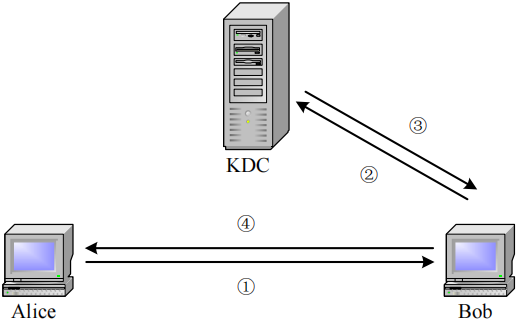 KDC
③
②
④
①
Alice
Bob